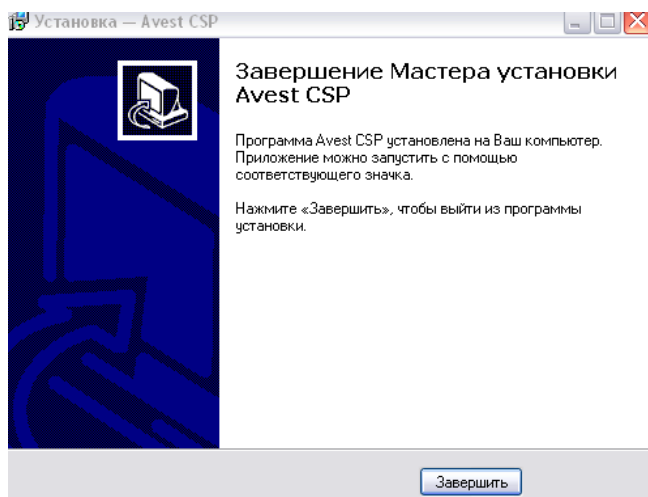 Установка — Avest CSP
Завершение Мастера установки
Avest CSP
Программа Avest CSP установлена на Ваш компьютер.
Приложение можно запустить с помощью
соответствующего значка.
Нажмите «Завершить», чтобы выйти из программы
установки.
Завершить